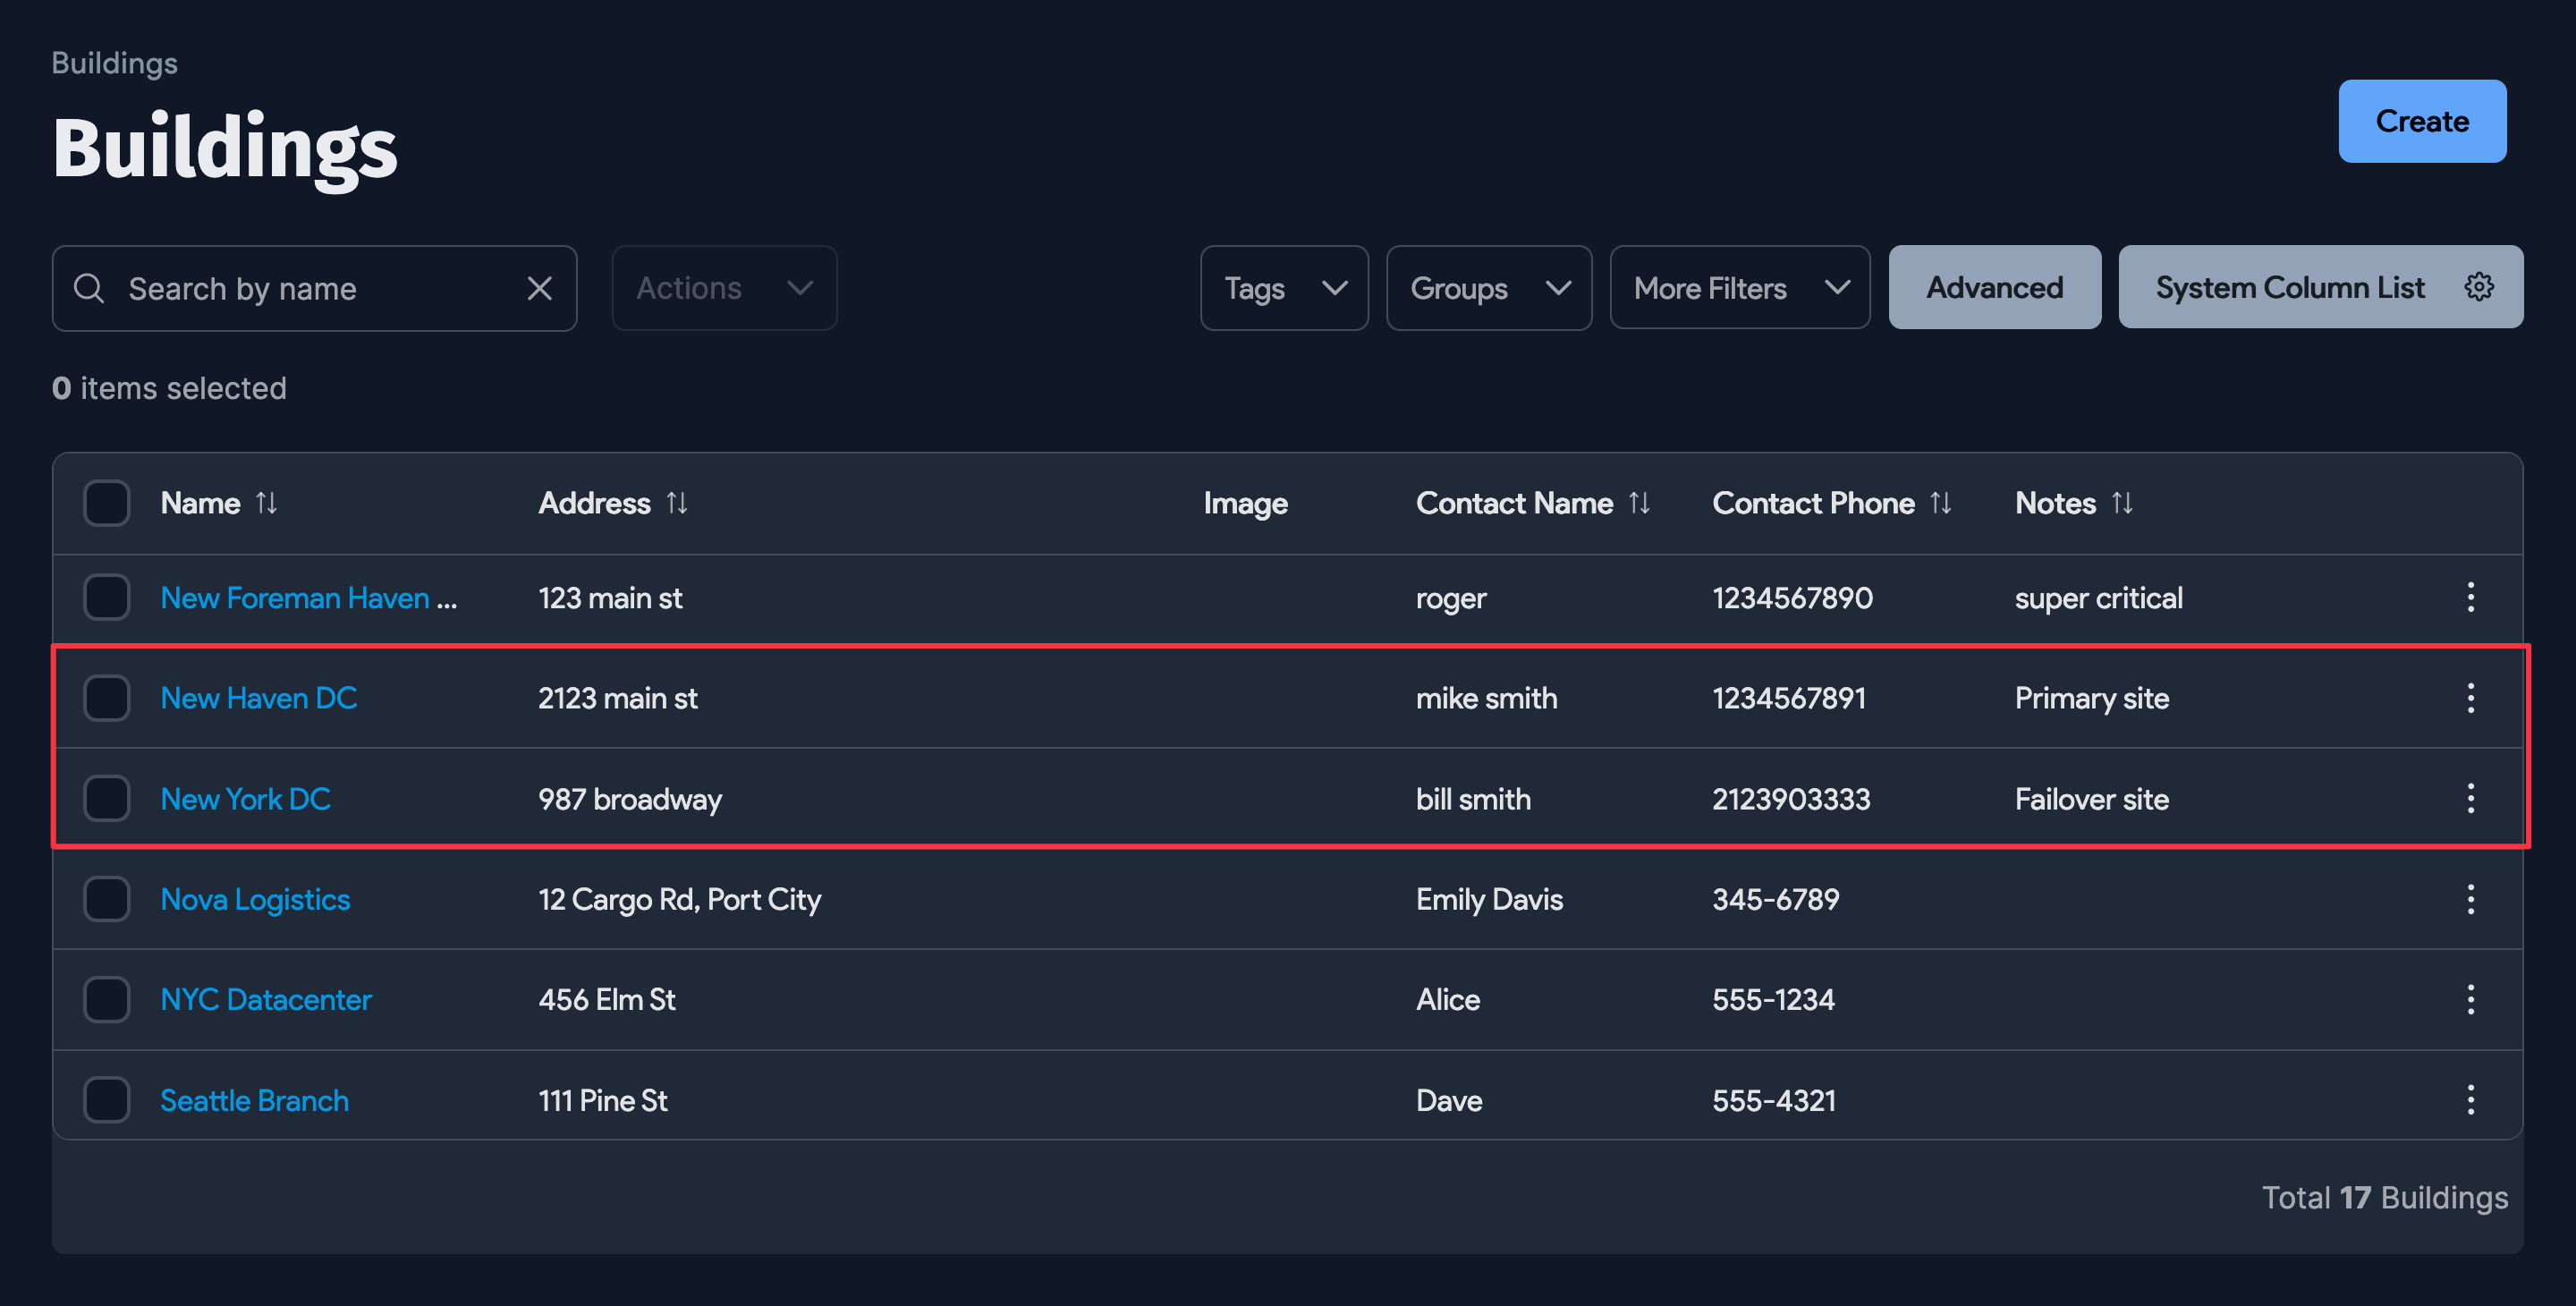 Buildings
Buildings
Create
Search by name
Actions
Tags
Groups
More Filters
Advanced
System Column List
0 items selected
Name Address Image Contact Name Contact Phone Notes
New Foreman Haven ... 123 main st roger 1234567890 super critical
New Haven DC 2123 main st mike smith 1234567891 Primary site
New York DC 987 broadway bill smith 2123903333 Failover site
Nova Logistics 12 Cargo Rd, Port City Emily Davis 345-6789
NYC Datacenter 456 Elm St Alice 555-1234
Seattle Branch 111 Pine St Dave 555-4321
Total 17 Buildings